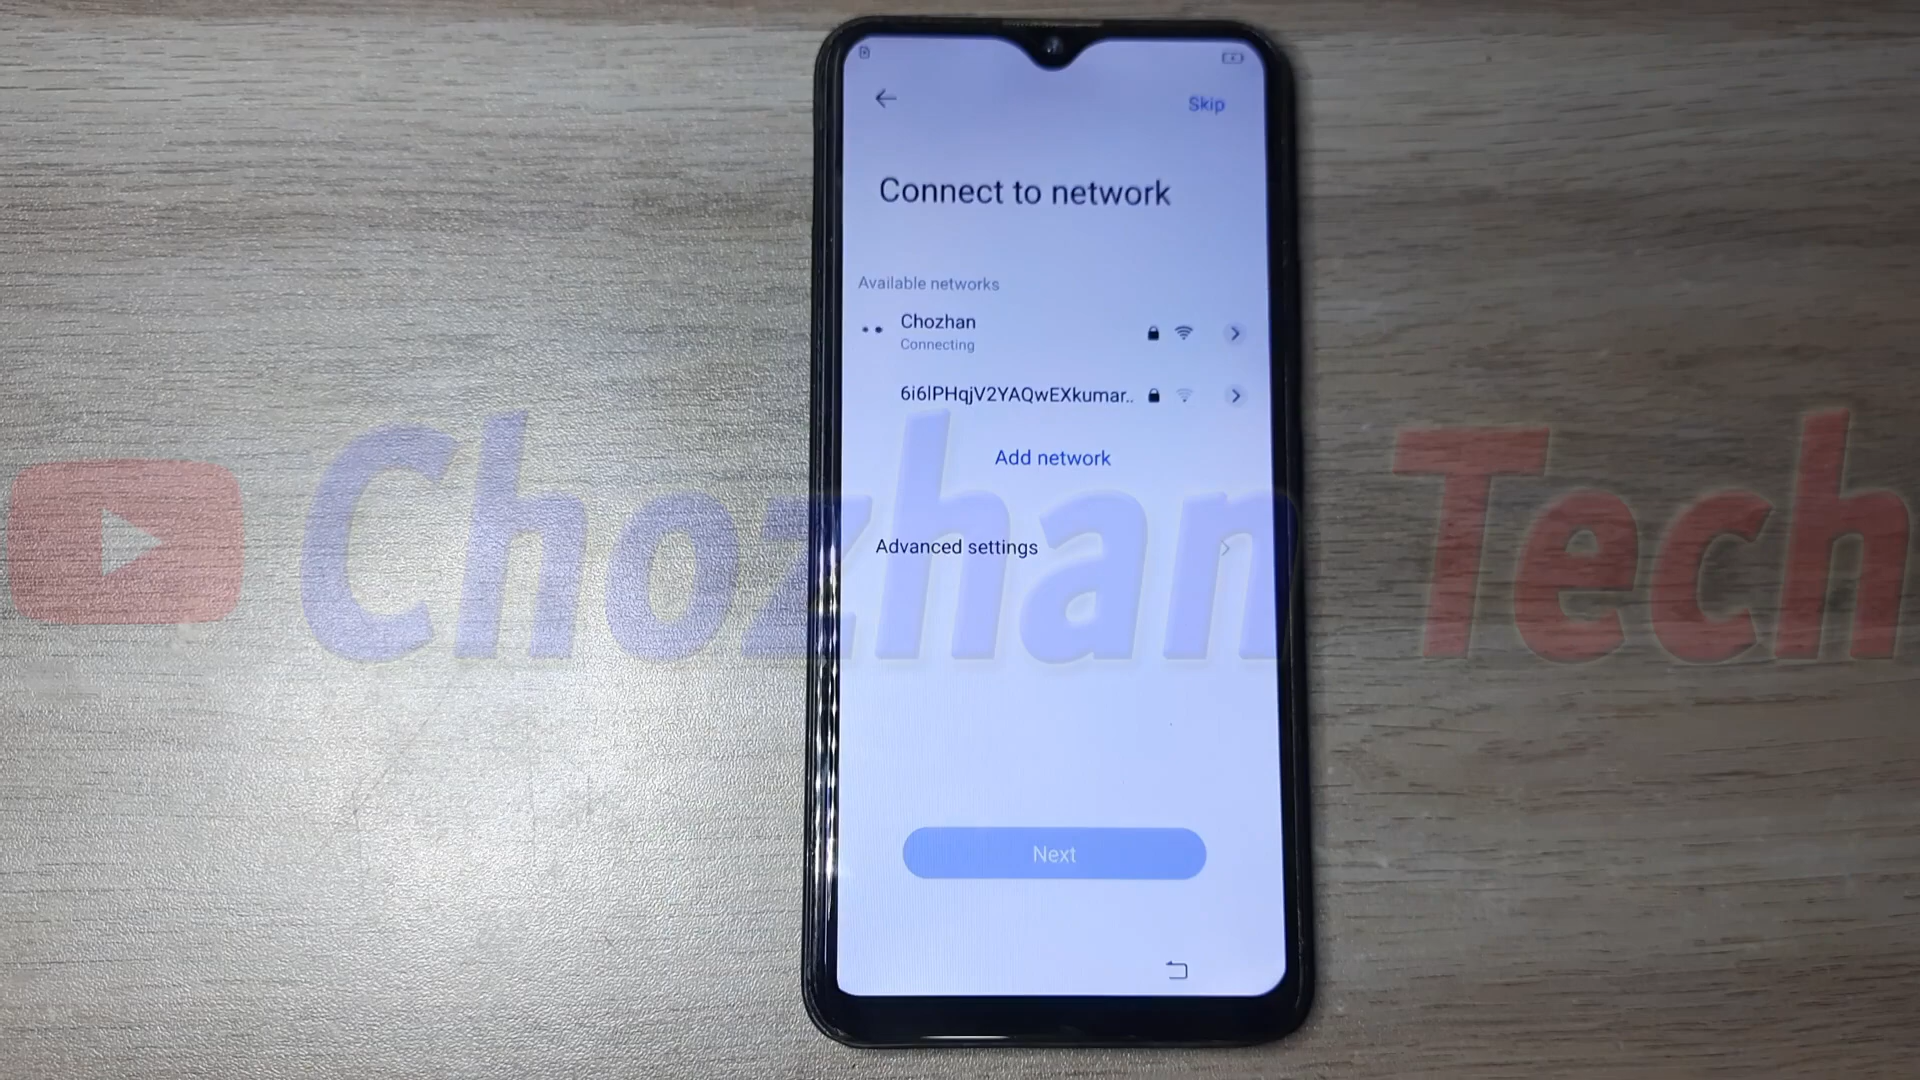 Skip
Connect to network
Available networks
Chozhan
Connecting
6i6lPHqjV2YAQwEXkumar..
Add network
Advanced settings
Next
Chozhan Tech